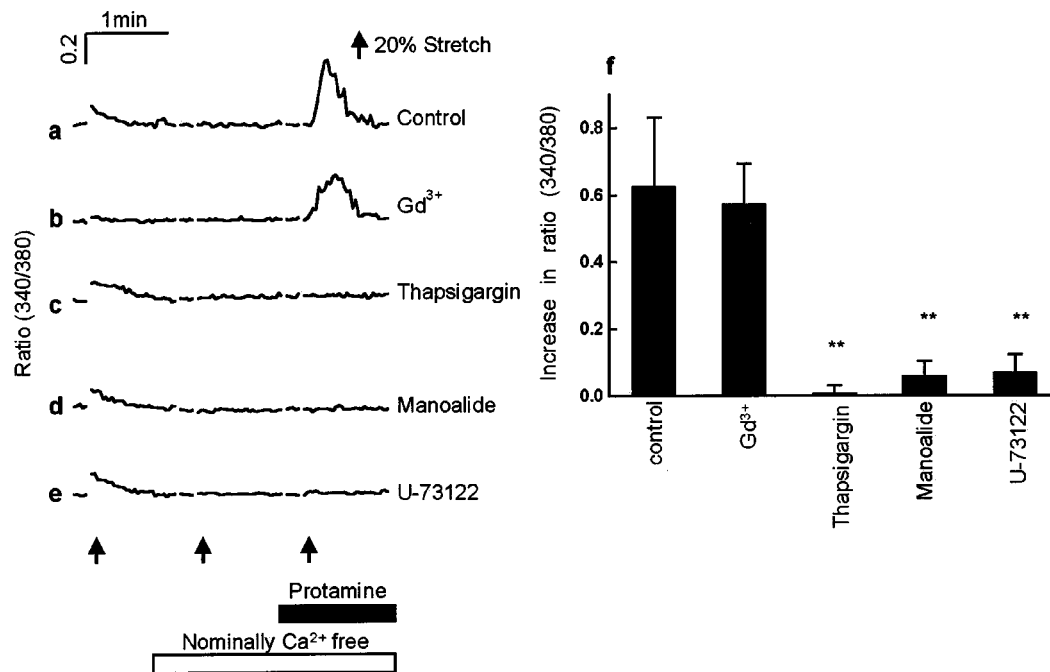 1min
0.2
20% Stretch
a
Control
b
Gd³⁺
c
Thapsigargin
d
Manoalide
e
U-73122
Ratio (340/380)
Protamine
Nominally Ca²⁺ free
f
Increase in ratio (340/380)
0.8
0.6
0.4
0.2
0.0
**
**
**
control
Gd³⁺
Thapsigargin
Manoalide
U-73122